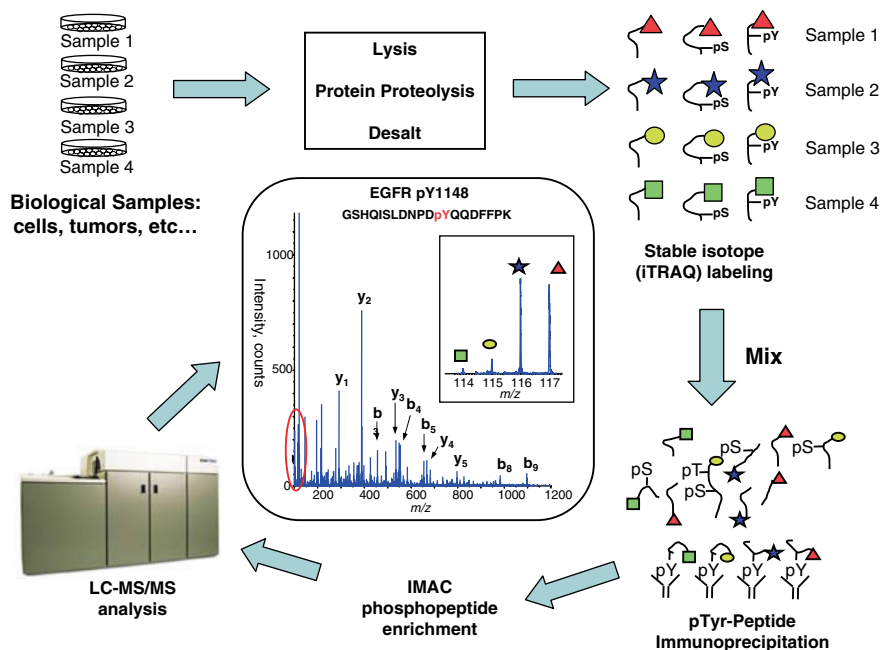 Sample 1
Sample 2
Sample 3
Sample 4
Biological Samples:
cells, tumors, etc…
Lysis
Protein Proteolysis
Desalt
pS
pY
Sample 1
pS
pY
Sample 2
pS
pY
Sample 3
pS
pY
Sample 4
Stable isotope
(iTRAQ) labeling
Mix
EGFR pY1148
GSHQISLDNPDpYQQDFFPK
Intensity, counts
1000
500
0
200
400
600
800
1000
1200
m/z
y1
y2
b
3
y3
b4
b5
y4
y5
b8
b9
114
115
116
117
m/z
pS
pS
pS
pT
pS
pY
pY
pY
pY
pTyr-Peptide
Immunoprecipitation
IMAC
phosphopeptide
enrichment
LC-MS/MS
analysis